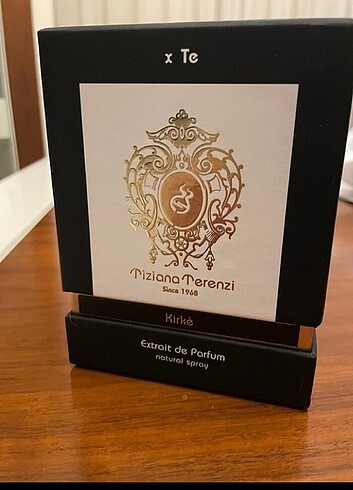 x Te
Tiziana Terenzi
Since 1968
Kirkè
Extrait de Parfum
natural spray